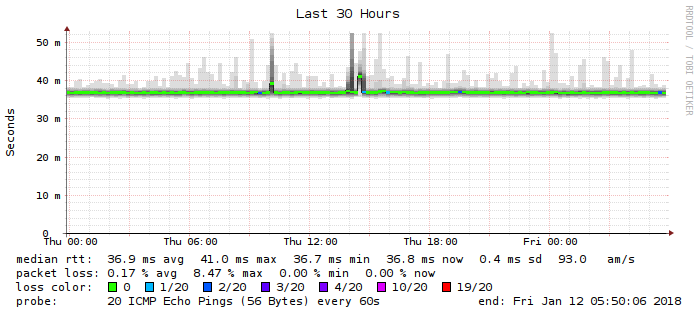 Last 30 Hours
RRDTOOL / TOBI OETIKER
Seconds
50 m
40 m
30 m
20 m
10 m
0
Thu 00:00 Thu 06:00 Thu 12:00 Thu 18:00 Fri 00:00
median rtt: 36.9 ms avg 41.0 ms max 36.7 ms min 36.8 ms now 0.4 ms sd 93.0 am/s
packet loss: 0.17 % avg 8.47 % max 0.00 % min 0.00 % now
loss color: 0 1/20 2/20 3/20 4/20 10/20 19/20
probe: 20 ICMP Echo Pings (56 Bytes) every 60s end: Fri Jan 12 05:50:06 2018